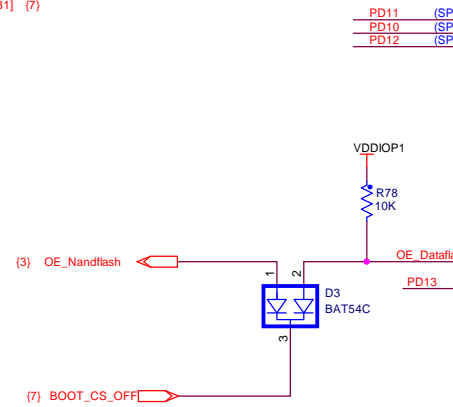 31] {7}
PD11 (SP
PD10 (SP
PD12 (SP
VDDIOP1
R78
10K
{3} OE_Nandflash
OE_Datafla
PD13
1
2
D3
BAT54C
3
{7} BOOT_CS_OFF